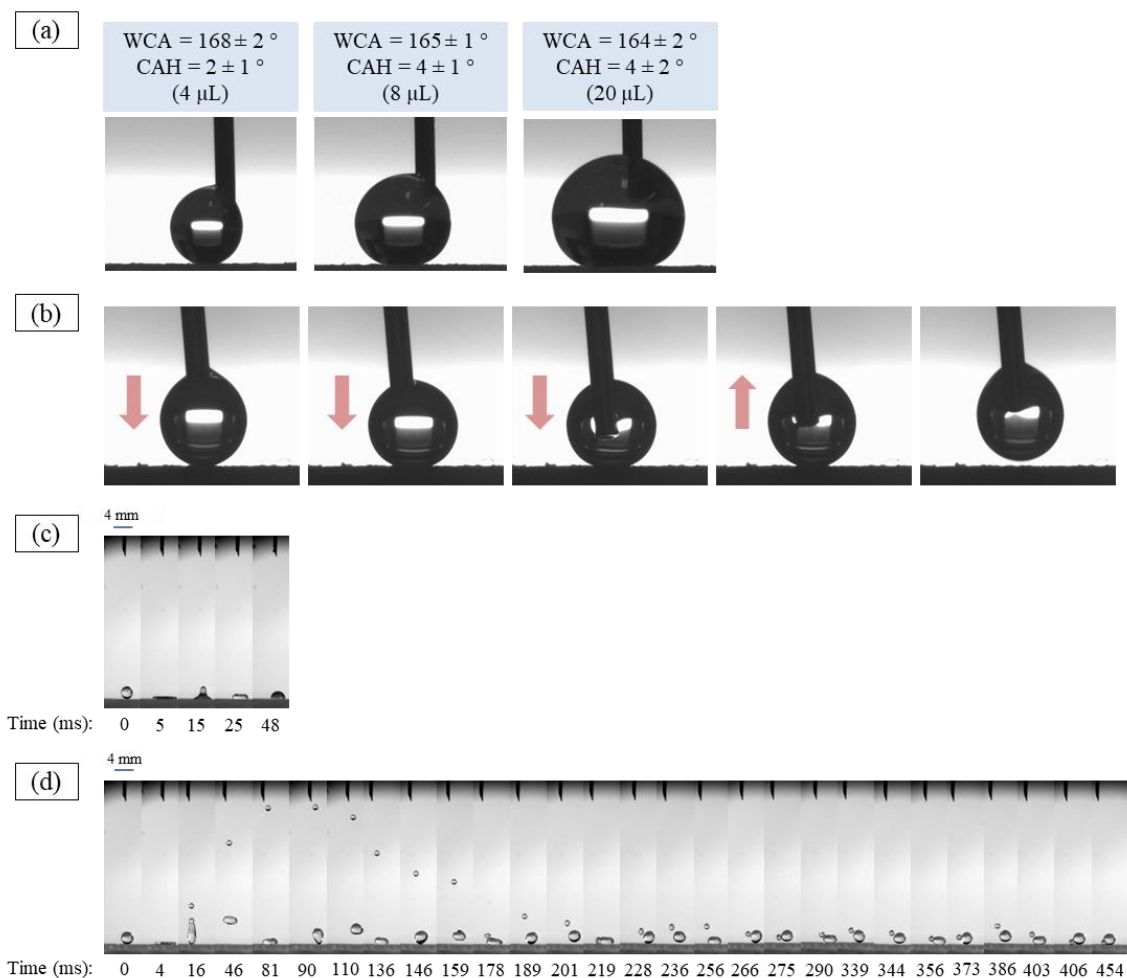 (a)
WCA = 168 ± 2 °
CAH = 2 ± 1 °
(4 μL)
WCA = 165 ± 1 °
CAH = 4 ± 1 °
(8 μL)
WCA = 164 ± 2 °
CAH = 4 ± 2 °
(20 μL)
(b)
(c)
4 mm
Time (ms): 0 5 15 25 48
(d)
4 mm
Time (ms): 0 4 16 46 81 90 110 136 146 159 178 189 201 219 228 236 256 266 275 290 339 344 356 373 386 403 406 454